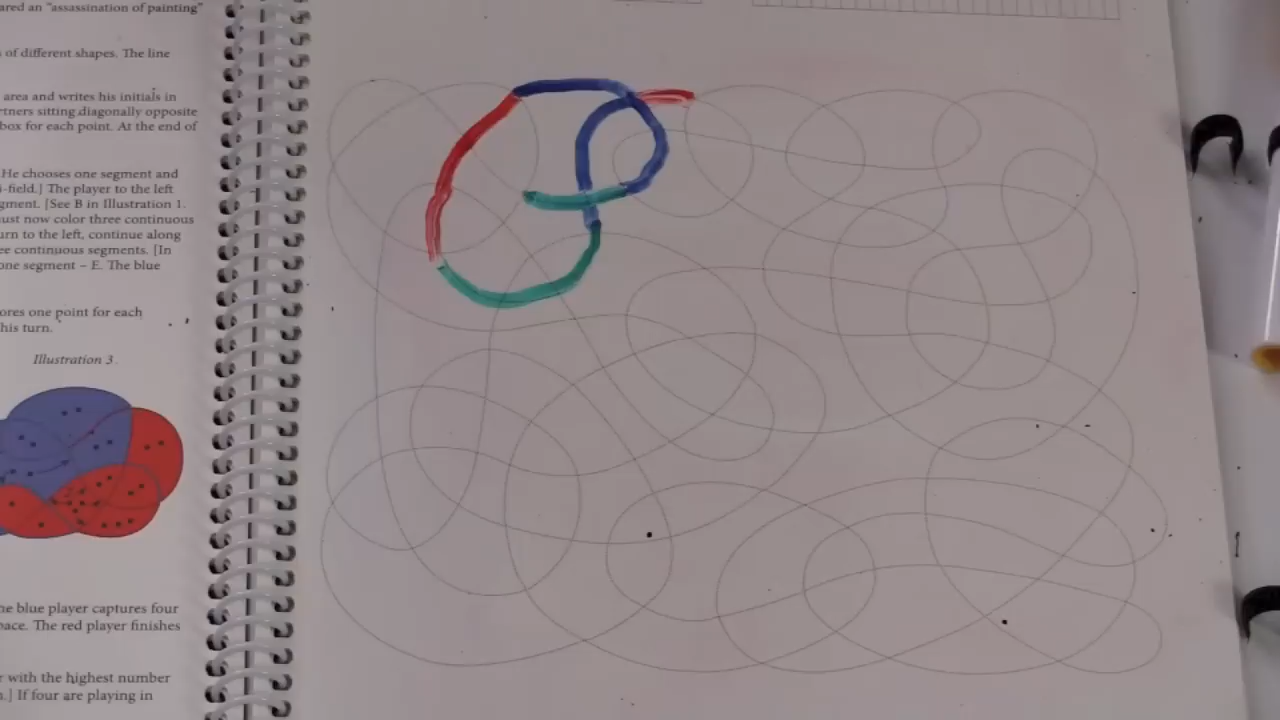 ared an "assassination of painting"
of different shapes. The line
area and writes his initials in
rtners sitting diagonally opposite
box for each point. At the end of
He chooses one segment and
i-field.] The player to the left
gment. [See B in Illustration 1.
ust now color three continuous
urn to the left, continue along
ee continuous segments. [In
one segment – E. The blue
ores one point for each
his turn.
Illustration 3.
he blue player captures four
pace. The red player finishes
r with the highest number
n.] If four are playing in